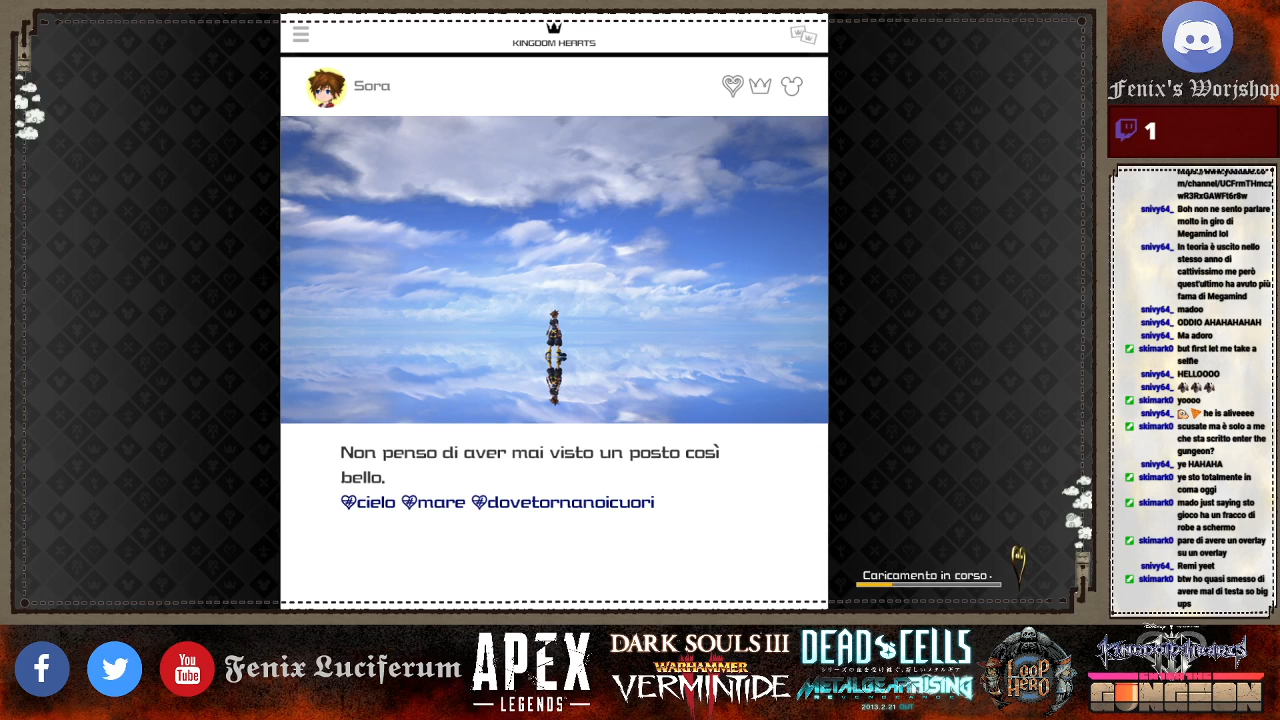 KINGDOM HEARTS
Sora
Non penso di aver mai visto un posto così
bello.
cielo mare dovetornanoicuori
Caricamento in corso.
Fenix's Worjshop
1
m/channel/UCFrmTHmcz
wR3RxGAWFt6r8w
snivy64_ Boh non ne sento parlare
molto in giro di
Megamind lol
snivy64_ In teoria è uscito nello
stesso anno di
cattivissimo me però
quest'ultimo ha avuto più
fama di Megamind
snivy64_ madoo
snivy64_ ODDIO AHAHAHAHAH
snivy64_ Ma adoro
skimark0 but first let me take a
selfie
snivy64_ HELLOOOO
snivy64_
skimark0 yoooo
snivy64_ he is aliveeee
skimark0 scusate ma è solo a me
che sta scritto enter the
gungeon?
snivy64_ ye HAHAHA
skimark0 ye sto totalmente in
coma oggi
skimark0 mado just saying sto
gioco ha un fracco di
robe a schermo
skimark0 pare di avere un overlay
su un overlay
snivy64_ Remi yeet
skimark0 btw ho quasi smesso di
avere mal di testa so big
ups
You
Tube
Fenix Luciferum
APEX
LEGENDS
DARK SOULS III
WARHAMMER
VERMINTIDE
DEAD CELLS
METAL GEAR RISING
REVENGEANCE
2013.2.21 OUT
LOOP
HERO
GUNGEON